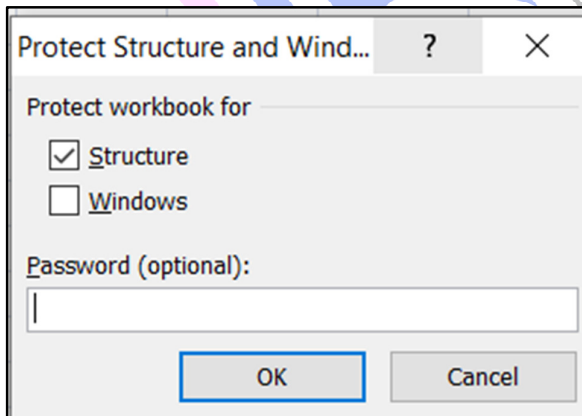 Protect Structure and Wind... ?
Protect workbook for
Structure
Windows
Password (optional):
OK Cancel